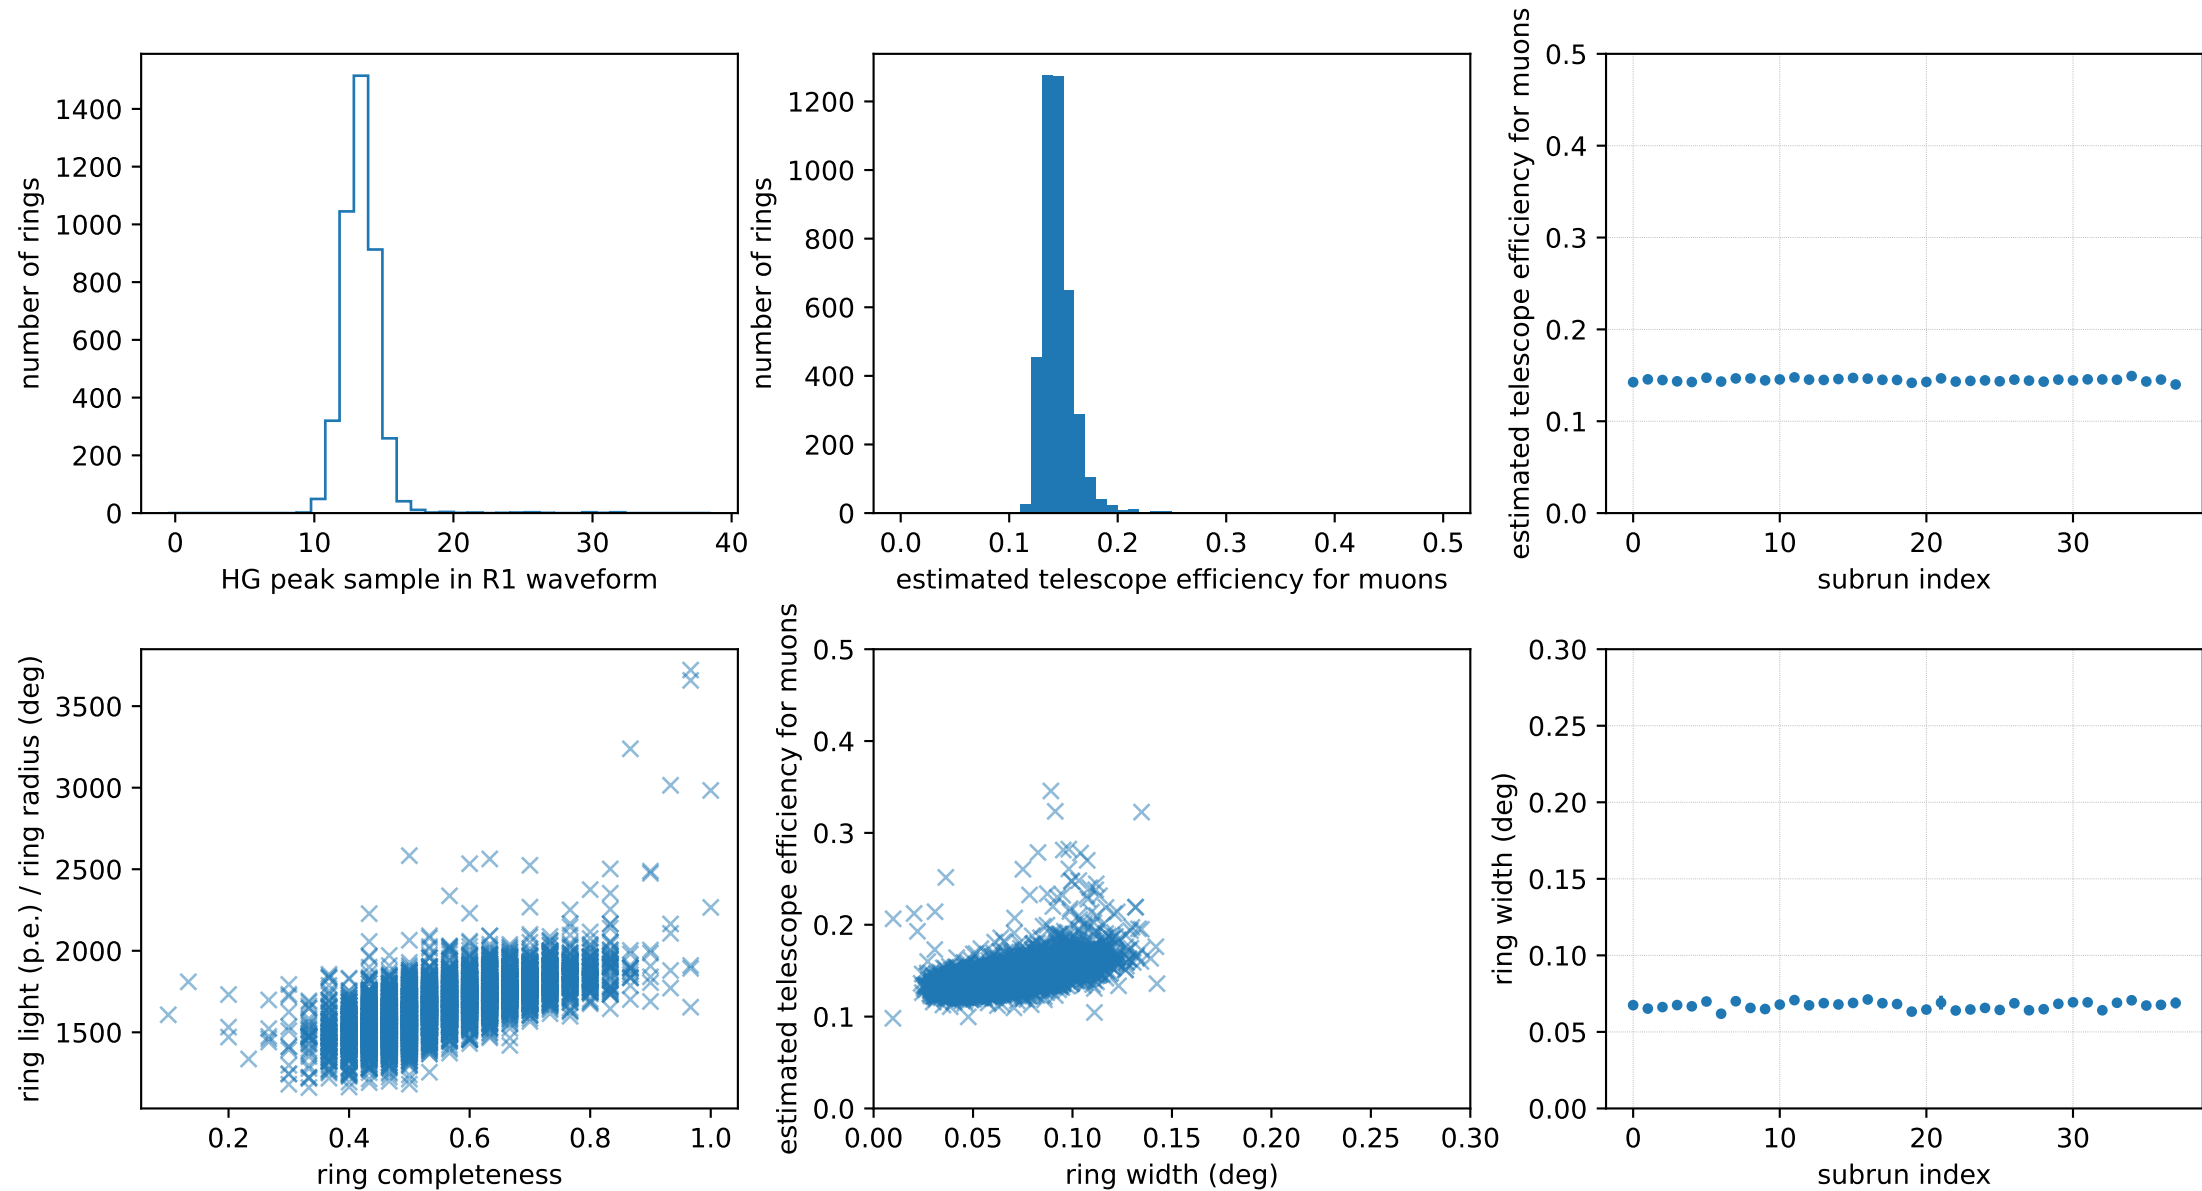 number of rings
1400
1200
1000
800
600
400
200
0
0 10 20 30 40
HG peak sample in R1 waveform
number of rings
1200
1000
800
600
400
200
0
0.0 0.1 0.2 0.3 0.4 0.5
estimated telescope efficiency for muons
estimated telescope efficiency for muons
0.5
0.4
0.3
0.2
0.1
0.0
0 10 20 30
subrun index
ring light (p.e.) / ring radius (deg)
3500
3000
2500
2000
1500
0.2 0.4 0.6 0.8 1.0
ring completeness
estimated telescope efficiency for muons
0.5
0.4
0.3
0.2
0.1
0.0
0.00 0.05 0.10 0.15 0.20 0.25 0.30
ring width (deg)
ring width (deg)
0.30
0.25
0.20
0.15
0.10
0.05
0.00
0 10 20 30
subrun index